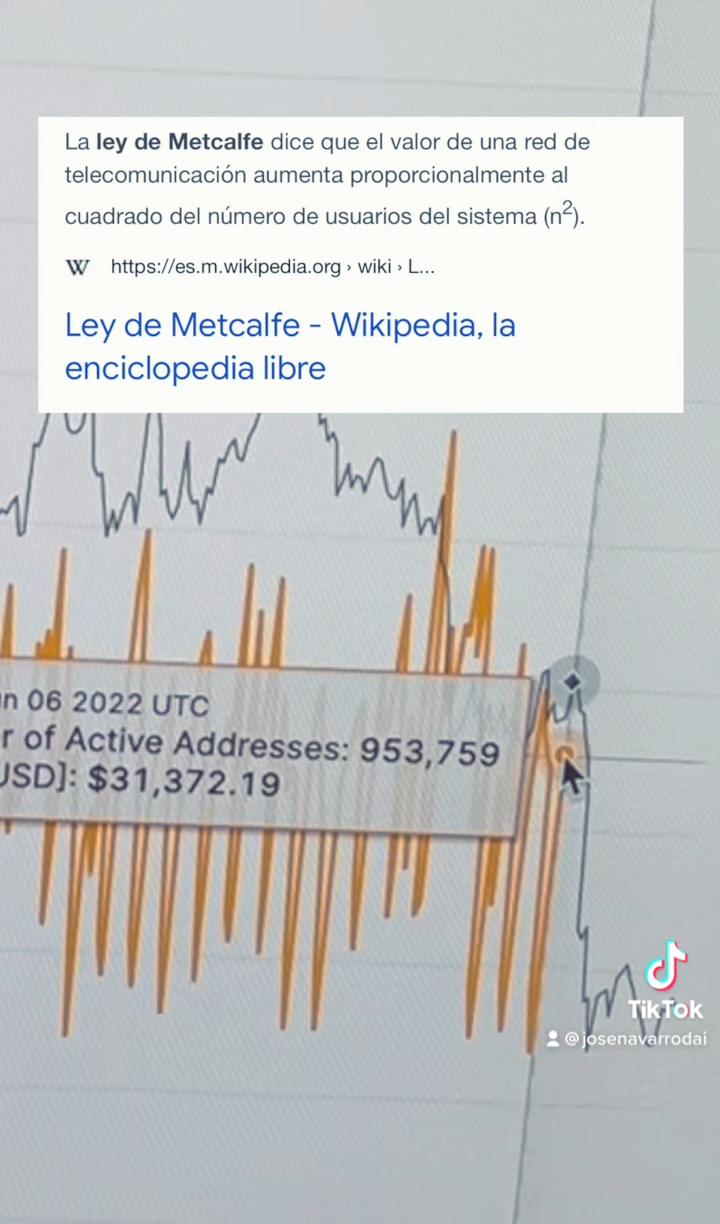 La ley de Metcalfe dice que el valor de una red de
telecomunicación aumenta proporcionalmente al
cuadrado del número de usuarios del sistema (n²).
W https://es.m.wikipedia.org › wiki › L...
Ley de Metcalfe - Wikipedia, la
enciclopedia libre
n 06 2022 UTC
r of Active Addresses: 953,759
USD]: $31,372.19
TikTok
@josenavarrodai